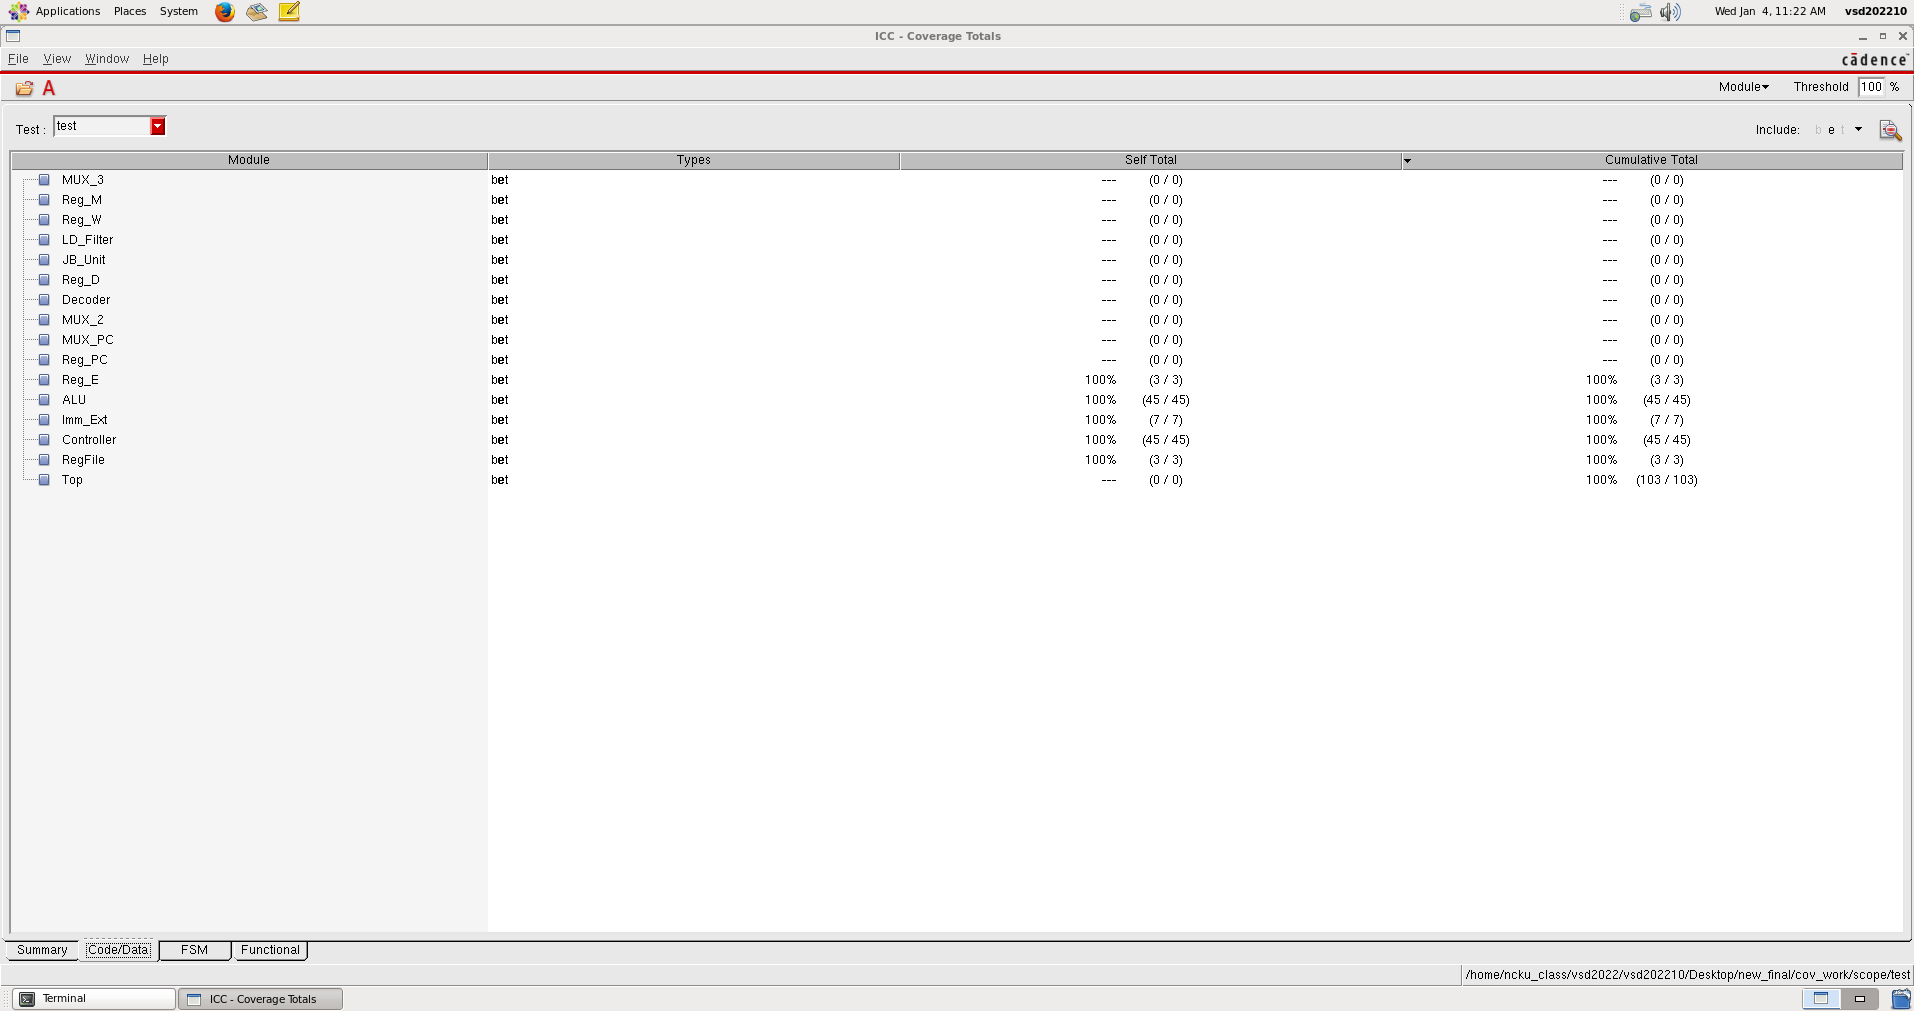 Applications Places System Wed Jan 4, 11:22 AM vsd202210
ICC - Coverage Totals
File View Window Help cādence
A Module Threshold 100 %
Test : test Include: b e t
Module Types Self Total Cumulative Total
MUX_3 bet --- (0 / 0) --- (0 / 0)
Reg_M bet --- (0 / 0) --- (0 / 0)
Reg_W bet --- (0 / 0) --- (0 / 0)
LD_Filter bet --- (0 / 0) --- (0 / 0)
JB_Unit bet --- (0 / 0) --- (0 / 0)
Reg_D bet --- (0 / 0) --- (0 / 0)
Decoder bet --- (0 / 0) --- (0 / 0)
MUX_2 bet --- (0 / 0) --- (0 / 0)
MUX_PC bet --- (0 / 0) --- (0 / 0)
Reg_PC bet --- (0 / 0) --- (0 / 0)
Reg_E bet 100% (3 / 3) 100% (3 / 3)
ALU bet 100% (45 / 45) 100% (45 / 45)
Imm_Ext bet 100% (7 / 7) 100% (7 / 7)
Controller bet 100% (45 / 45) 100% (45 / 45)
RegFile bet 100% (3 / 3) 100% (3 / 3)
Top bet --- (0 / 0) 100% (103 / 103)
Summary Code/Data FSM Functional
/home/ncku_class/vsd2022/vsd202210/Desktop/new_final/cov_work/scope/test
Terminal ICC - Coverage Totals